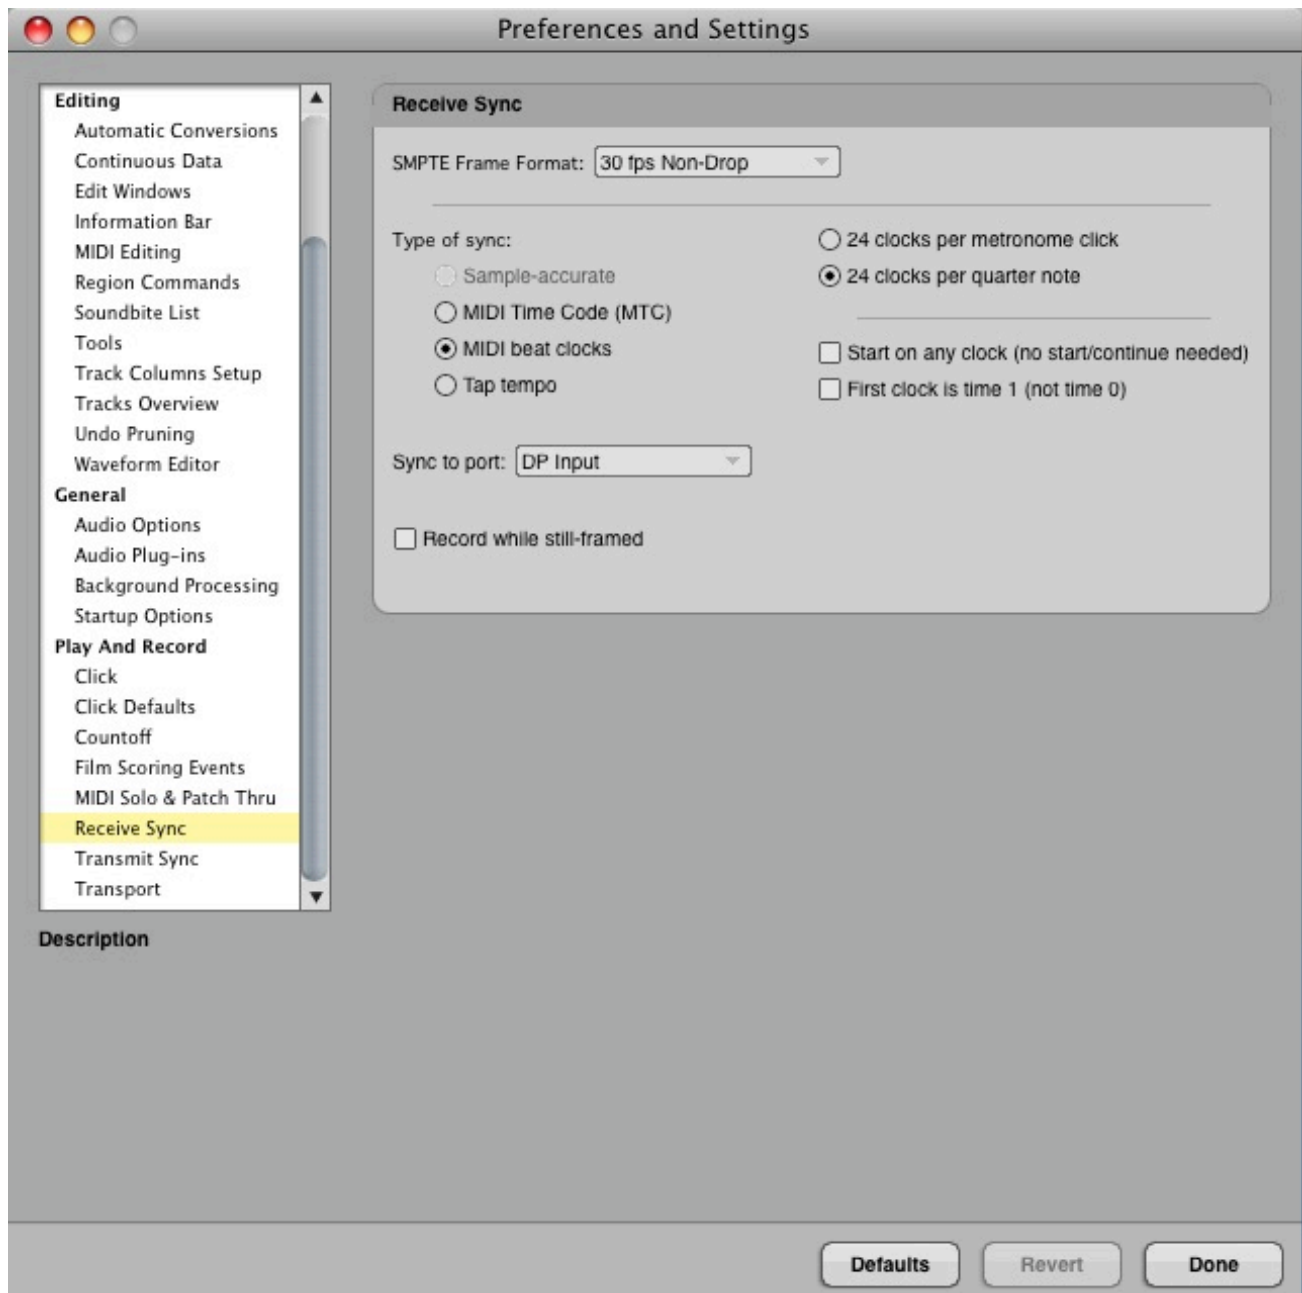 Preferences and Settings
Editing
Automatic Conversions
Continuous Data
Edit Windows
Information Bar
MIDI Editing
Region Commands
Soundbite List
Tools
Track Columns Setup
Tracks Overview
Undo Pruning
Waveform Editor
General
Audio Options
Audio Plug-ins
Background Processing
Startup Options
Play And Record
Click
Click Defaults
Countoff
Film Scoring Events
MIDI Solo & Patch Thru
Receive Sync
Transmit Sync
Transport
Description
Receive Sync
SMPTE Frame Format: 30 fps Non-Drop
Type of sync:
Sample-accurate
MIDI Time Code (MTC)
MIDI beat clocks
Tap tempo
24 clocks per metronome click
24 clocks per quarter note
Start on any clock (no start/continue needed)
First clock is time 1 (not time 0)
Sync to port: DP Input
Record while still-framed
Defaults
Revert
Done